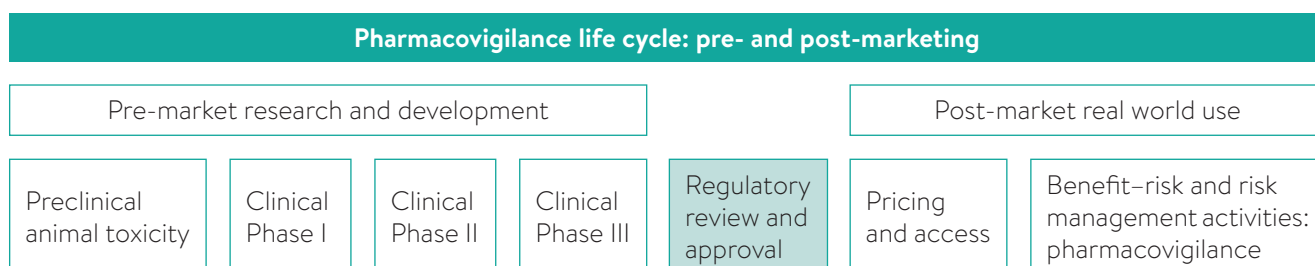 Pharmacovigilance life cycle: pre- and post-marketing
Pre-market research and development
Post-market real world use
Preclinical
animal toxicity
Clinical
Phase I
Clinical
Phase II
Clinical
Phase III
Regulatory
review and
approval
Pricing
and access
Benefit–risk and risk
management activities:
pharmacovigilance